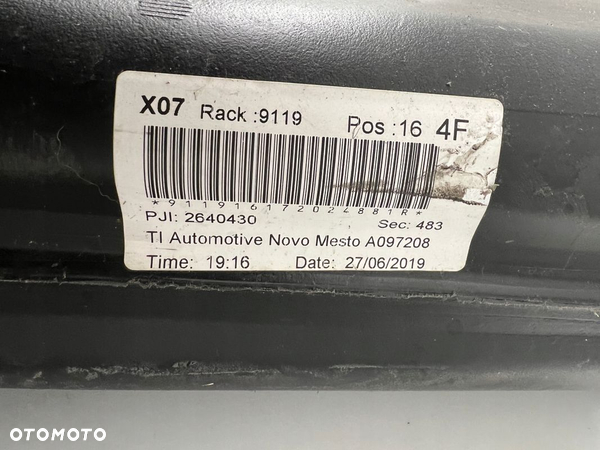 X07 Rack :9119 Pos :16 4F
*911916172024881R*
PJI: 2640430 Sec: 483
TI Automotive Novo Mesto A097208
Time: 19:16 Date: 27/06/2019
OTOMOTO
OTOMOTO